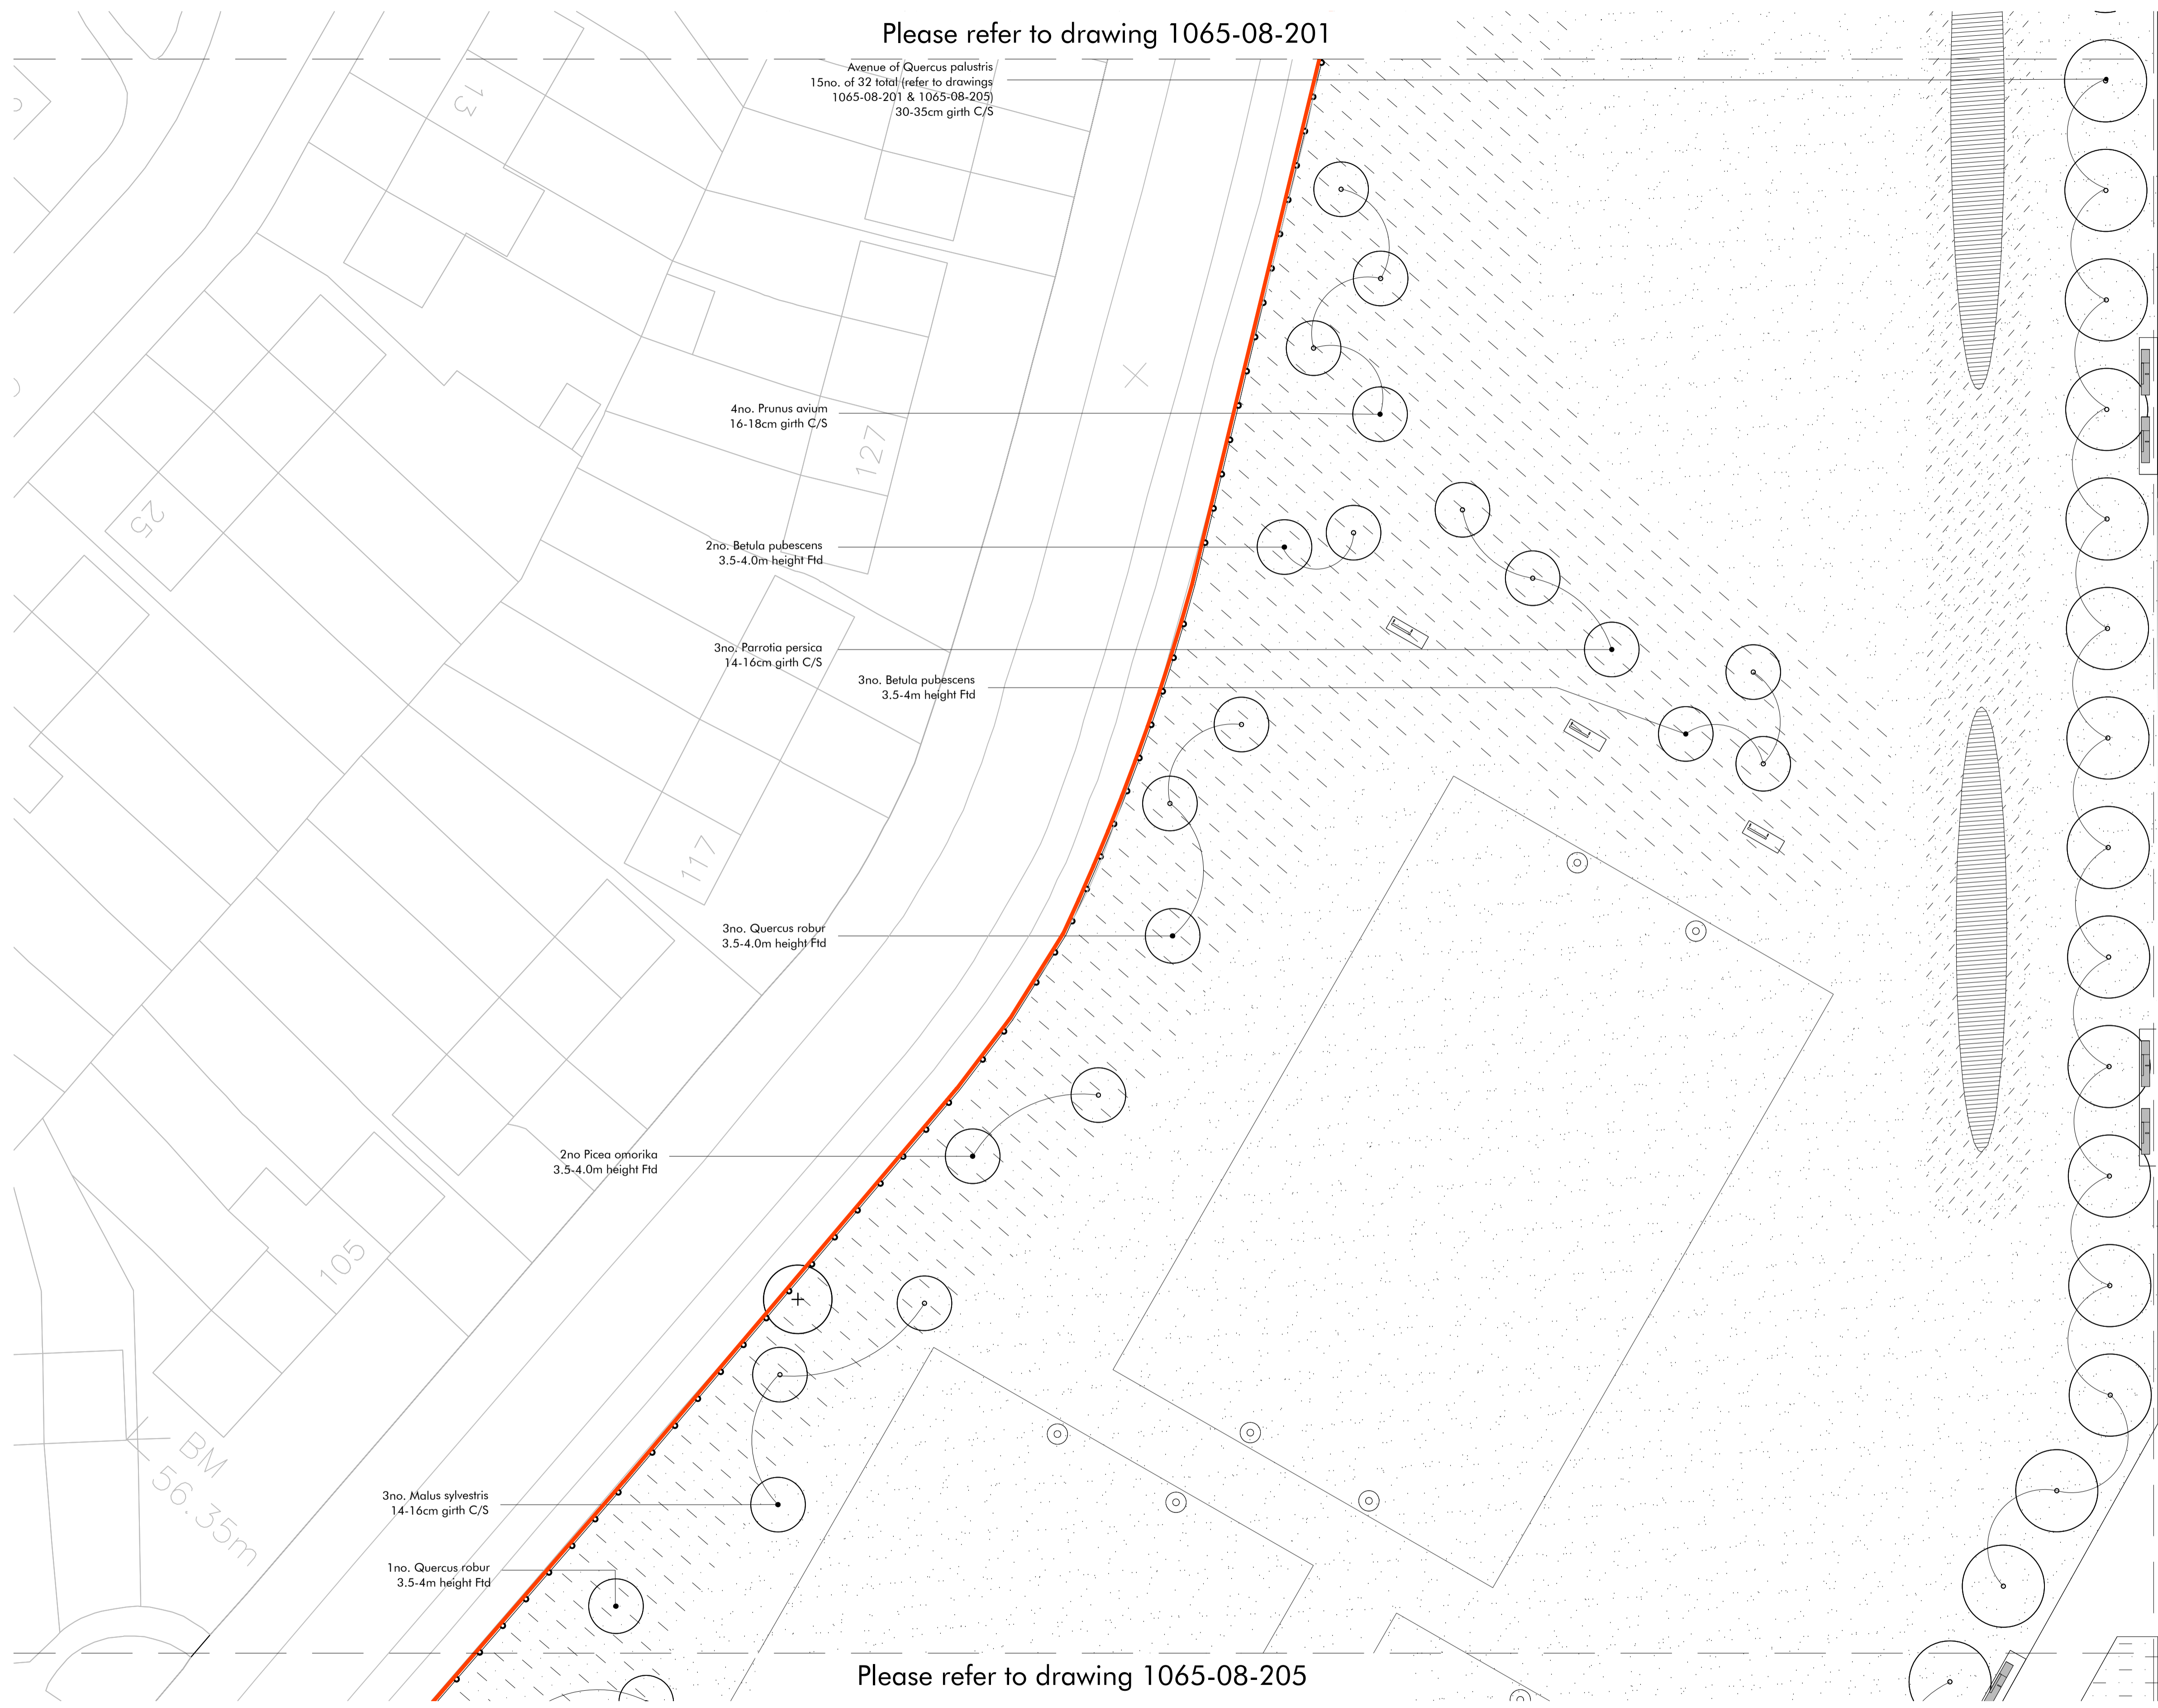 Please refer to drawing 1065-08-201
Avenue of Quercus palustris
15no. of 32 total (refer to drawings
1065-08-201 & 1065-08-205)
30-35cm girth C/S
13
4no. Prunus avium
16-18cm girth C/S
127
25
2no. Betula pubescens
3.5-4.0m height Ftd
3no. Parrotia persica
14-16cm girth C/S
3no. Betula pubescens
3.5-4m height Ftd
117
3no. Quercus robur
3.5-4.0m height Ftd
2no Picea omorika
3.5-4.0m height Ftd
105
BM
56.35m
3no. Malus sylvestris
14-16cm girth C/S
1no. Quercus robur
3.5-4m height Ftd
Please refer to drawing 1065-08-205